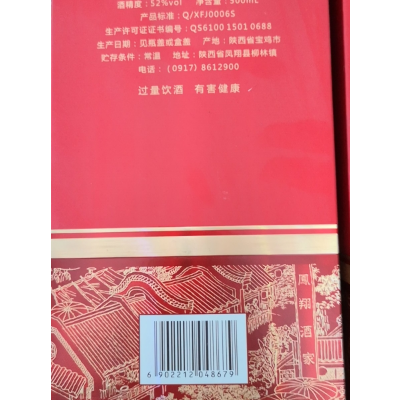 酒精度：52%vol 净含量：500mL
产品标准：Q/XFJ0006S
生产许可证证书编号：QS6100 1501 0688
生产日期：见瓶盖或盒盖 产地：陕西省宝鸡市
贮存条件：常温 地址：陕西省凤翔县柳林镇
电话：(0917) 8612900
过量饮酒 有害健康
鳳翔酒家
6 902212 048679